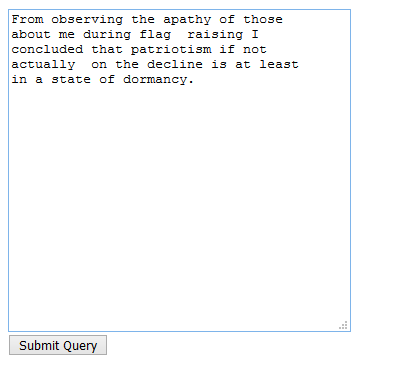 From observing the apathy of those
about me during flag  raising I
concluded that patriotism if not
actually  on the decline is at least
in a state of dormancy.
Submit Query